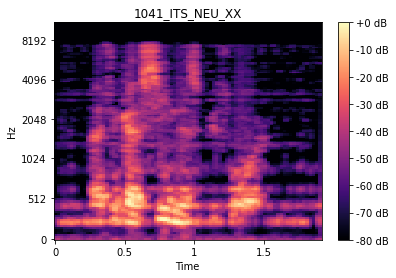 1041_ITS_NEU_XX
8192
4096
2048
1024
512
0
Hz
0
0.5
1
1.5
Time
+0 dB
-10 dB
-20 dB
-30 dB
-40 dB
-50 dB
-60 dB
-70 dB
-80 dB